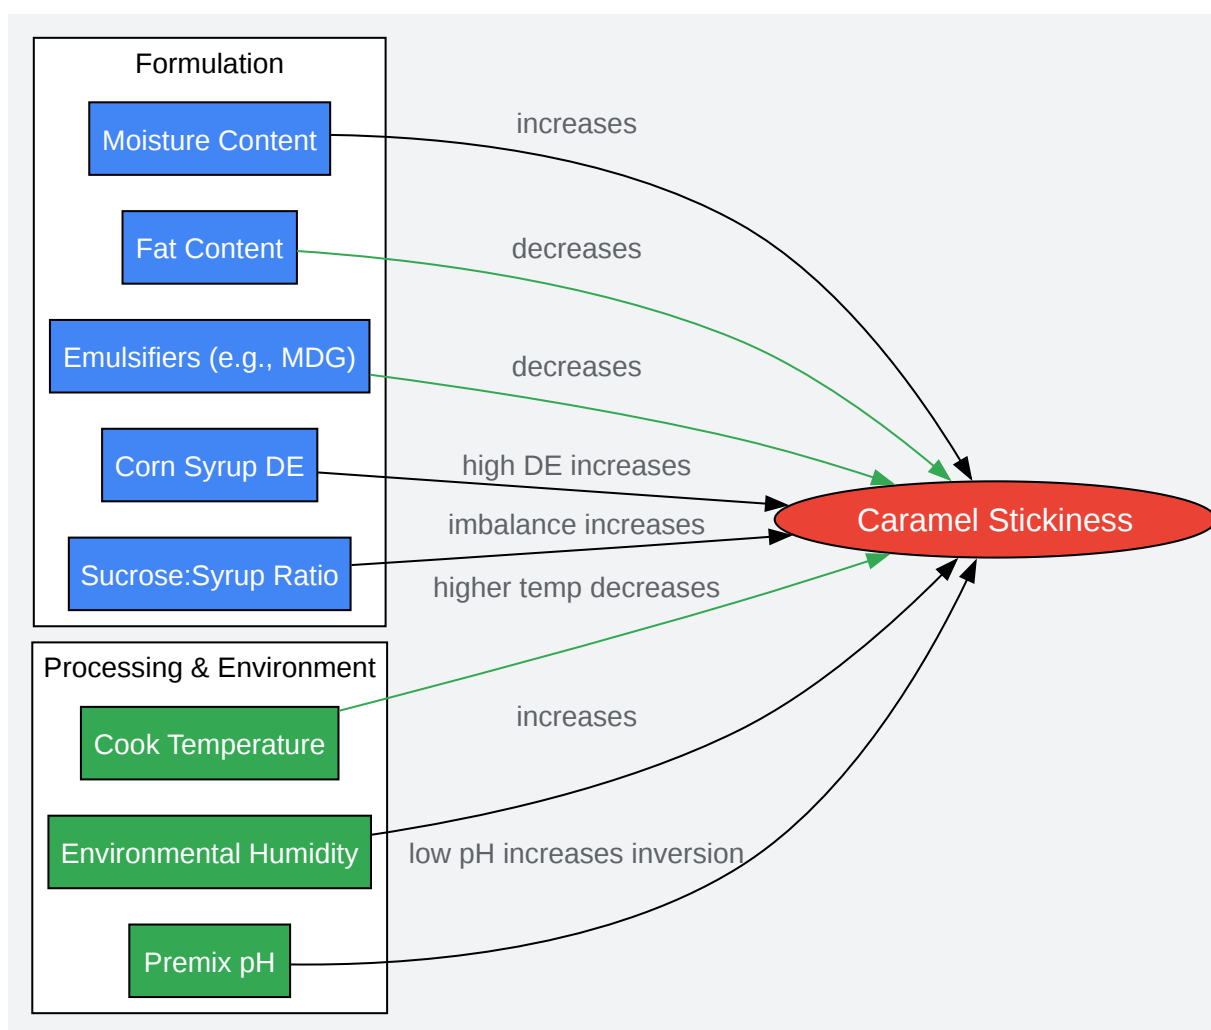 Formulation
Moisture Content
increases
Fat Content
decreases
Emulsifiers (e.g., MDG)
decreases
Corn Syrup DE
high DE increases
Sucrose:Syrup Ratio
imbalance increases
Caramel Stickiness
higher temp decreases
Processing & Environment
Cook Temperature
increases
Environmental Humidity
low pH increases inversion
Premix pH